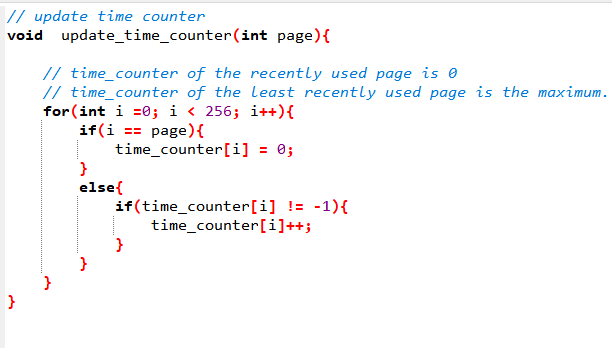 // update time counter
void  update_time_counter(int page){
// time_counter of the recently used page is 0
// time_counter of the least recently used page is the maximum.
for(int i =0; i < 256; i++){
if(i == page){
time_counter[i] = 0;
}
else{
if(time_counter[i] != -1){
time_counter[i]++;
}
}
}
}